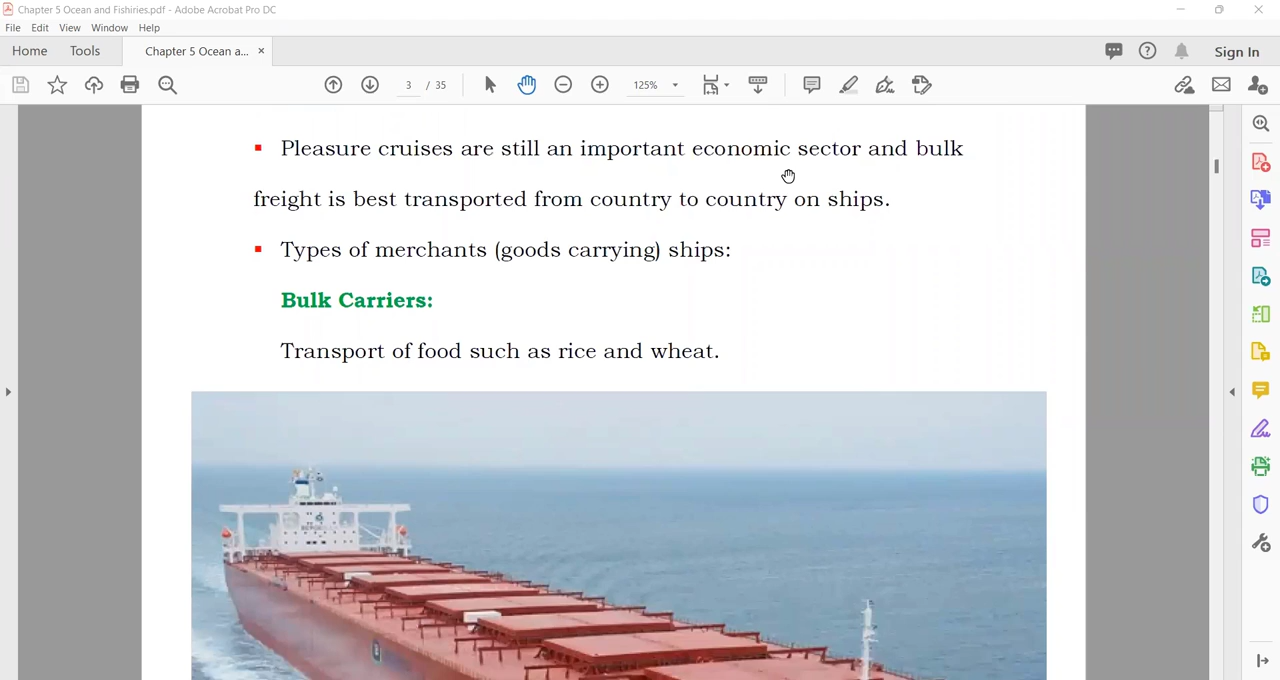 Chapter 5 Ocean and Fishiries.pdf - Adobe Acrobat Pro DC
File Edit View Window Help
Home Tools Chapter 5 Ocean a... × Sign In
3 / 35 125%
▪ Pleasure cruises are still an important economic sector and bulk
freight is best transported from country to country on ships.
▪ Types of merchants (goods carrying) ships:
Bulk Carriers:
Transport of food such as rice and wheat.